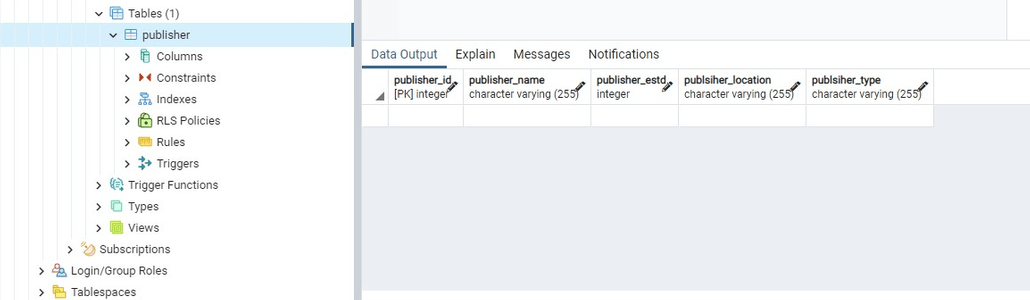 Tables (1)
publisher
Columns
Constraints
Indexes
RLS Policies
Rules
Triggers
Trigger Functions
Types
Views
Subscriptions
Login/Group Roles
Tablespaces
Data Output Explain Messages Notifications
publisher_id publisher_name publisher_estd publsiher_location publsiher_type
[PK] integer character varying (255) integer character varying (255) character varying (255)